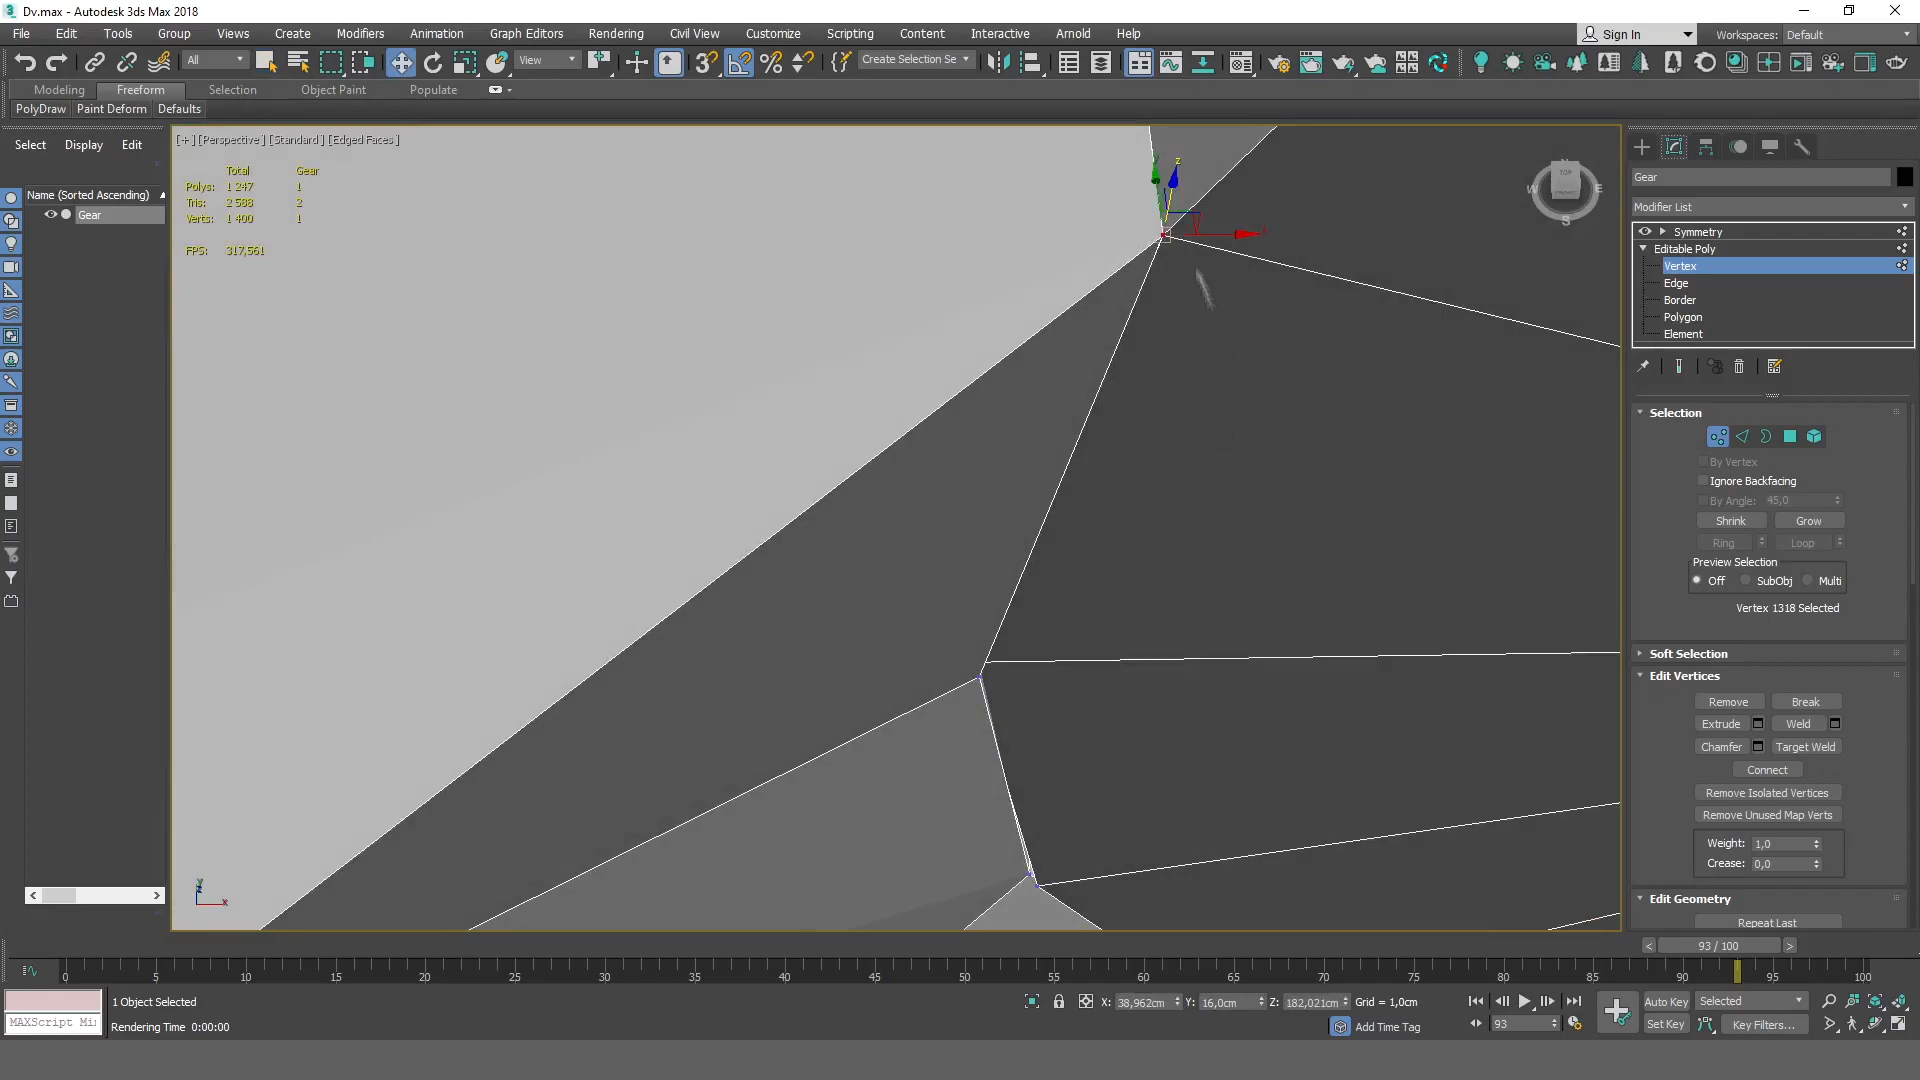 Dv.max - Autodesk 3ds Max 2018
File Edit Tools Group Views Create Modifiers Animation Graph Editors Rendering Civil View Customize Scripting Content Interactive Arnold Help
Sign In
Workspaces: Default
All
View
Create Selection Se
Modeling Freeform Selection Object Paint Populate
PolyDraw Paint Deform Defaults
Select Display Edit
Name (Sorted Ascending)
Gear
[+] [Perspective] [Standard] [Edged Faces]
Total Gear
Polys: 1 247 1
Tris: 2 588 2
Verts: 1 400 1
FPS: 317,561
z
x
TOP
W E
S
Gear
Modifier List
Symmetry
Editable Poly
Vertex
Edge
Border
Polygon
Element
Selection
By Vertex
Ignore Backfacing
By Angle: 45,0
Shrink Grow
Ring Loop
Preview Selection
Off SubObj Multi
Vertex 1318 Selected
Soft Selection
Edit Vertices
Remove Break
Extrude Weld
Chamfer Target Weld
Connect
Remove Isolated Vertices
Remove Unused Map Verts
Weight: 1,0
Crease: 0,0
Edit Geometry
Repeat Last
< 93 / 100 >
0 5 10 15 20 25 30 35 40 45 50 55 60 65 70 75 80 85 90 95 100
1 Object Selected
X: 38,962cm Y: 16,0cm Z: 182,021cm Grid = 1,0cm
Auto Key Selected
MAXScript Mi
Rendering Time 0:00:00
Add Time Tag
93
Set Key Key Filters...